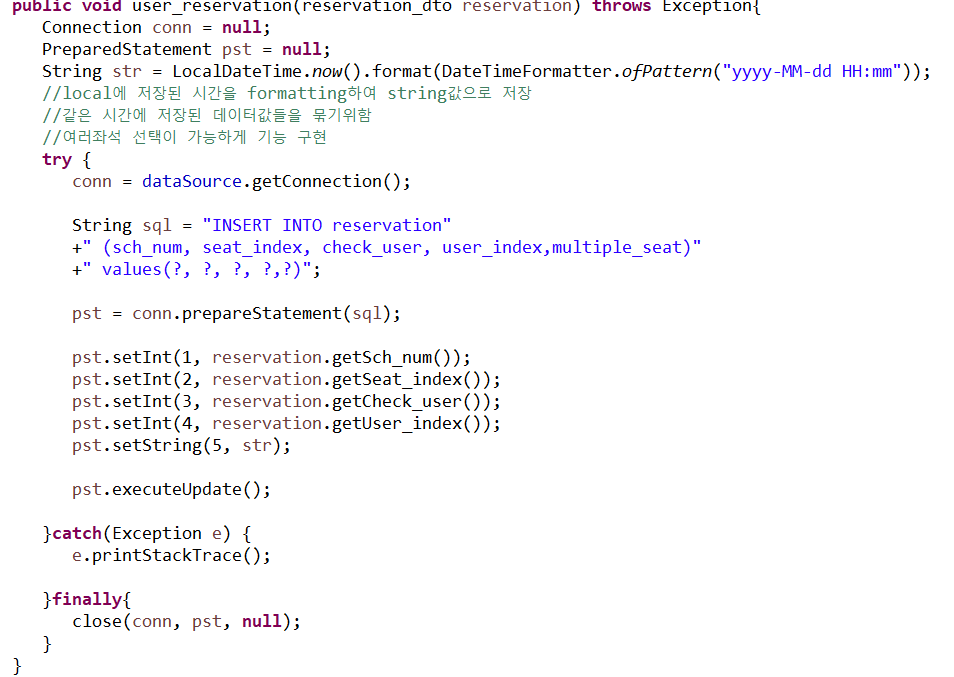 public void user_reservation(reservation_dto reservation) throws Exception{
Connection conn = null;
PreparedStatement pst = null;
String str = LocalDateTime.now().format(DateTimeFormatter.ofPattern("yyyy-MM-dd HH:mm"));
//local에 저장된 시간을 formatting하여 string값으로 저장
//같은 시간에 저장된 데이터값들을 묶기위함
//여러좌석 선택이 가능하게 기능 구현
try {
conn = dataSource.getConnection();
String sql = "INSERT INTO reservation"
+" (sch_num, seat_index, check_user, user_index,multiple_seat)"
+" values(?, ?, ?, ?,?)";
pst = conn.prepareStatement(sql);
pst.setInt(1, reservation.getSch_num());
pst.setInt(2, reservation.getSeat_index());
pst.setInt(3, reservation.getCheck_user());
pst.setInt(4, reservation.getUser_index());
pst.setString(5, str);
pst.executeUpdate();
}catch(Exception e) {
e.printStackTrace();
}finally{
close(conn, pst, null);
}
}